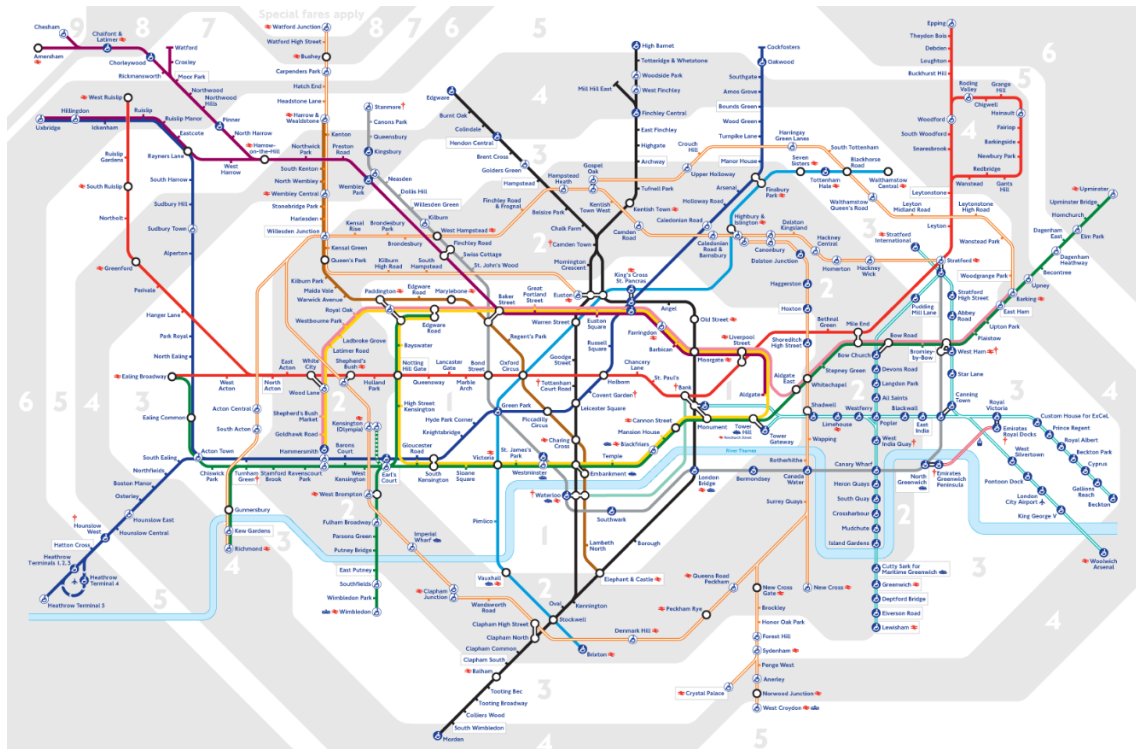 Special fares apply
9
8
7
8
7
6
5
6
Chesham
Chalfont &
Latimer
Amersham
Chorleywood
Rickmansworth
Watford
Croxley
Moor Park
Northwood
Northwood
Hills
Pinner
North Harrow
Harrow-
on-the-Hill
Northwick
Park
Preston
Road
Wembley
Park
West
Harrow
West Ruislip
Hillingdon
Uxbridge
Ickenham
Ruislip
Ruislip Manor
Eastcote
Rayners Lane
Ruislip
Gardens
South Ruislip
Northolt
Greenford
Perivale
Hanger Lane
South Harrow
Sudbury Hill
Sudbury Town
Alperton
Park Royal
North Ealing
Ealing Broadway
Ealing Common
West
Acton
North
Acton
East
Acton
White
City
Wood Lane
Shepherd's
Bush
Holland
Park
Watford Junction
Watford High Street
Bushey
Carpenders Park
Hatch End
Headstone Lane
Harrow &
Wealdstone
Kenton
South Kenton
North Wembley
Wembley Central
Stonebridge Park
Harlesden
Willesden Junction
Kensal Green
Queen's Park
Kilburn Park
Maida Vale
Warwick Avenue
Royal Oak
Westbourne Park
Ladbroke Grove
Latimer Road
Stanmore
Canons Park
Queensbury
Kingsbury
Neasden
Dollis Hill
Willesden Green
Kilburn
West Hampstead
Finchley Road
Swiss Cottage
St. John's Wood
Kensal
Rise
Brondesbury
Park
Brondesbury
Kilburn
High Road
South
Hampstead
Edgware
Burnt Oak
Colindale
Hendon Central
Brent Cross
Golders Green
Hampstead
Finchley Road
& Frognal
Belsize Park
Chalk Farm
Camden Town
Mornington
Crescent
Hampstead
Heath
Gospel
Oak
Kentish
Town West
Kentish Town
Camden
Road
High Barnet
Totteridge & Whetstone
Woodside Park
Mill Hill East
West Finchley
Finchley Central
East Finchley
Highgate
Archway
Tufnell Park
Cockfosters
Oakwood
Southgate
Arnos Grove
Bounds Green
Wood Green
Turnpike Lane
Manor House
Harringay
Green Lanes
Crouch
Hill
Upper Holloway
Seven
Sisters
South Tottenham
Tottenham
Hale
Blackhorse
Road
Walthamstow
Central
Walthamstow
Queen's Road
Finsbury
Park
Arsenal
Holloway Road
Caledonian Road
Caledonian
Road &
Barnsbury
Highbury &
Islington
Canonbury
Dalston
Kingsland
Dalston Junction
Hackney
Central
Homerton
Hackney
Wick
Haggerston
Hoxton
Shoreditch
High Street
Leyton
Midland Road
Leytonstone
High Road
Wanstead Park
Woodgrange Park
Epping
Theydon Bois
Debden
Loughton
Buckhurst Hill
Roding
Valley
Grange
Hill
Chigwell
Hainault
Woodford
South Woodford
Snaresbrook
Fairlop
Barkingside
Newbury Park
Redbridge
Wanstead
Gants
Hill
Leytonstone
Leyton
Stratford
International
Stratford
Stratford
High Street
Abbey
Road
Pudding
Mill Lane
Upminster
Upminster Bridge
Hornchurch
Elm Park
Dagenham
East
Dagenham
Heathway
Becontree
Upney
Barking
East Ham
Upton Park
Plaistow
West Ham
Bromley-
by-Bow
Bow Road
Bow Church
Mile End
Bethnal
Green
Stepney Green
Whitechapel
Aldgate
East
Aldgate
Liverpool
Street
Moorgate
Old Street
Angel
King's Cross
St. Pancras
Euston
Euston
Square
Great
Portland
Street
Baker
Street
Marylebone
Edgware
Road
Paddington
Edgware
Road
Bayswater
Notting
Hill Gate
Queensway
Lancaster
Gate
Marble
Arch
Bond
Street
Oxford
Circus
Regent's Park
Warren Street
Goodge
Street
Russell
Square
Tottenham
Court Road
Holborn
Chancery
Lane
St. Paul's
Farringdon
Barbican
Bank
Covent Garden
Leicester Square
Piccadilly
Circus
Charing
Cross
Green Park
Hyde Park Corner
Knightsbridge
High Street
Kensington
Kensington
(Olympia)
Gloucester
Road
South
Kensington
Sloane
Square
Victoria
St. James's
Park
Westminster
Embankment
Temple
Blackfriars
Mansion House
Cannon Street
Monument
Tower
Hill
Tower
Gateway
River Thames
Shadwell
Limehouse
Westferry
Poplar
Blackwall
East
India
Canning
Town
Star Lane
Devons Road
Langdon Park
All Saints
West
India Quay
Canary Wharf
Heron Quays
South Quay
Crossharbour
Mudchute
Island Gardens
Cutty Sark for
Maritime Greenwich
Greenwich
Deptford Bridge
Elverson Road
Lewisham
Royal
Victoria
Custom House for ExCeL
Prince Regent
Royal Albert
Beckton Park
Cyprus
Gallions
Reach
Beckton
Emirates
Royal Docks
Emirates
Greenwich
Peninsula
North
Greenwich
West
Silvertown
Pontoon Dock
London
City Airport
King George V
Woolwich
Arsenal
Wapping
Rotherhithe
Canada
Water
Bermondsey
London
Bridge
Southwark
Waterloo
Surrey Quays
New Cross
New Cross
Gate
Brockley
Honor Oak Park
Forest Hill
Sydenham
Penge West
Anerley
Norwood Junction
West Croydon
Crystal Palace
Queens Road
Peckham
Peckham Rye
Denmark Hill
Lambeth
North
Borough
Elephant & Castle
Kennington
Oval
Stockwell
Pimlico
Vauxhall
Brixton
Clapham High Street
Clapham North
Clapham Common
Clapham South
Balham
Tooting Bec
Tooting Broadway
Colliers Wood
South Wimbledon
Morden
Wandsworth
Road
Clapham
Junction
Imperial
Wharf
West Brompton
Fulham Broadway
Parsons Green
Putney Bridge
East Putney
Southfields
Wimbledon Park
Wimbledon
Earl's
Court
West
Kensington
Barons
Court
Hammersmith
Goldhawk Road
Shepherd's Bush
Market
Ravenscourt
Park
Stamford
Brook
Turnham
Green
Chiswick
Park
Acton Town
Acton Central
South Acton
Gunnersbury
Kew Gardens
Richmond
South Ealing
Northfields
Boston Manor
Osterley
Hounslow East
Hounslow Central
Hounslow
West
Hatton Cross
Heathrow
Terminals 1, 2, 3
Heathrow
Terminal 4
Heathrow Terminal 5